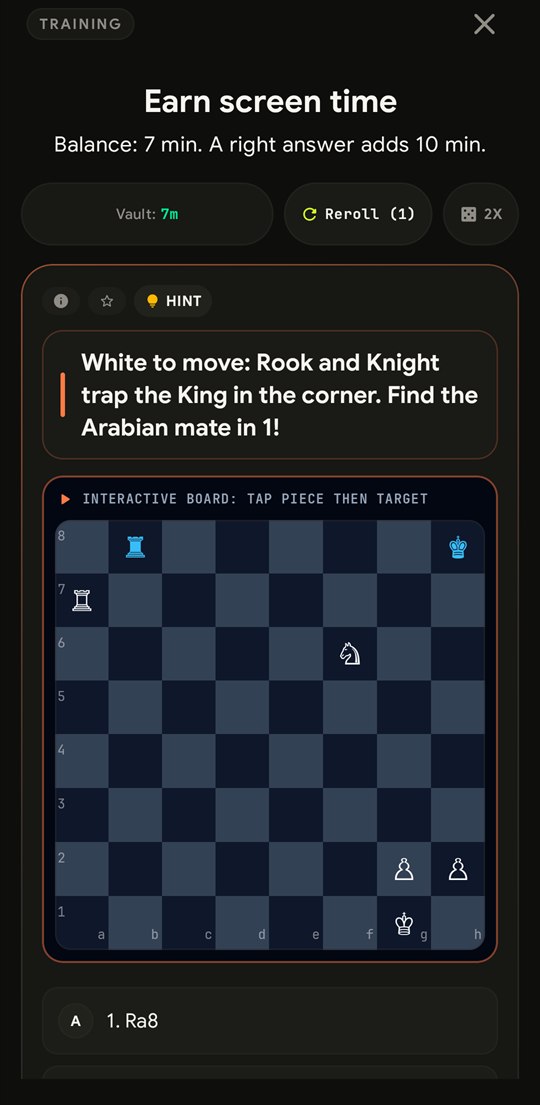 TRAINING
Earn screen time
Balance: 7 min. A right answer adds 10 min.
Vault: 7m
Reroll (1)
2X
HINT
White to move: Rook and Knight
trap the King in the corner. Find the
Arabian mate in 1!
INTERACTIVE BOARD: TAP PIECE THEN TARGET
8
7
6
5
4
3
2
1
a b c d e f g h
A 1. Ra8